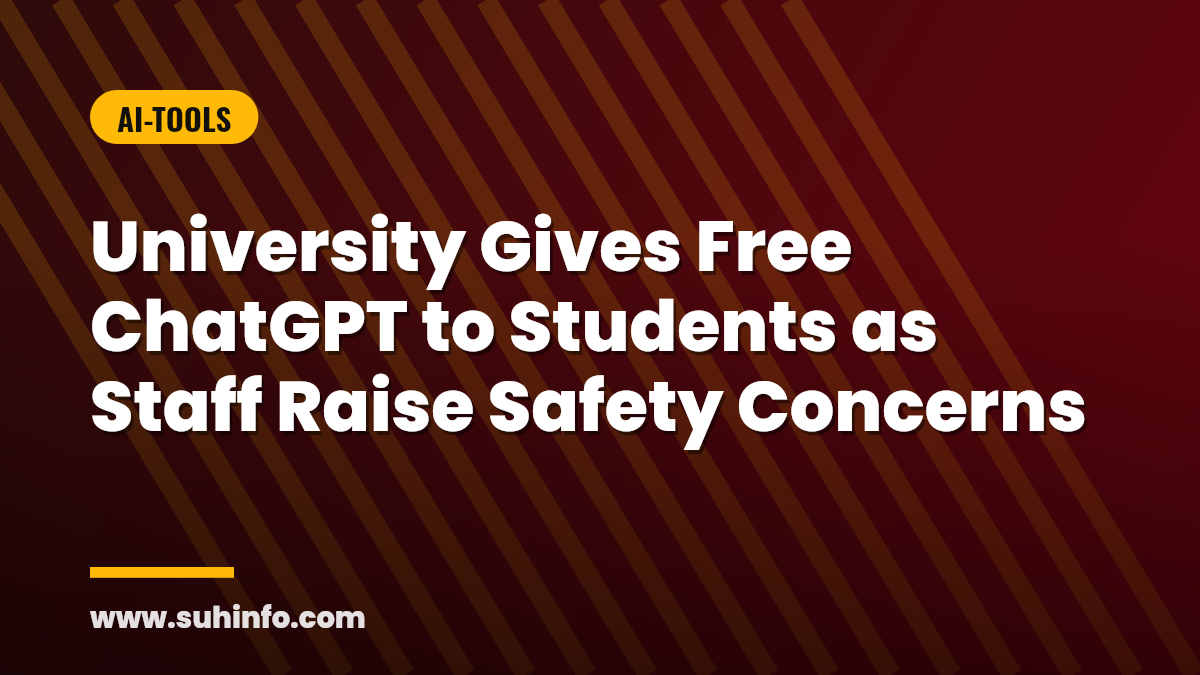 AI-TOOLS
University Gives Free
ChatGPT to Students as
Staff Raise Safety Concerns
www.suhinfo.com